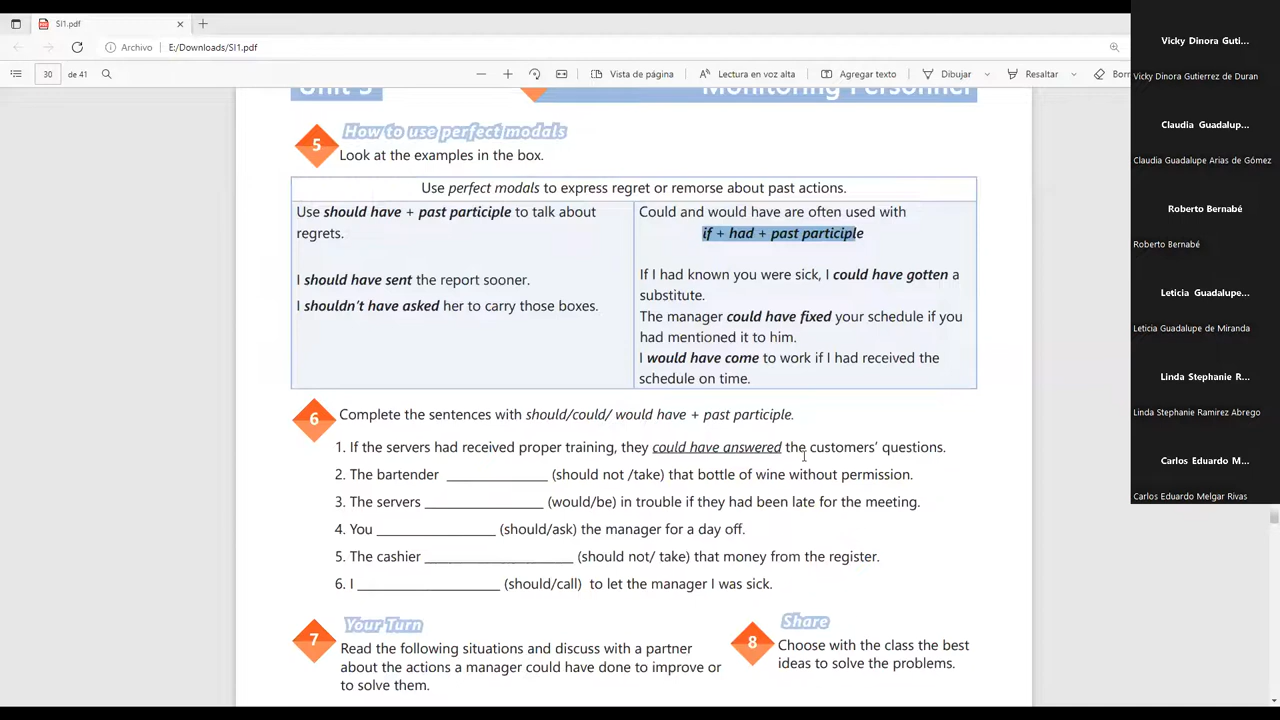 SI1.pdf
Archivo
E:/Downloads/SI1.pdf
30
de 41
Vista de página
Lectura en voz alta
Agregar texto
Dibujar
Resaltar
Borr
Unit 5
Monitoring Personnel
5
How to use perfect modals
Look at the examples in the box.
Use perfect modals to express regret or remorse about past actions.
Use should have + past participle to talk about
regrets.
I should have sent the report sooner.
I shouldn't have asked her to carry those boxes.
Could and would have are often used with
if + had + past participle
If I had known you were sick, I could have gotten a
substitute.
The manager could have fixed your schedule if you
had mentioned it to him.
I would have come to work if I had received the
schedule on time.
6
Complete the sentences with should/could/ would have + past participle.
1. If the servers had received proper training, they could have answered the customers' questions.
2. The bartender ______________ (should not /take) that bottle of wine without permission.
3. The servers ________________ (would/be) in trouble if they had been late for the meeting.
4. You ________________ (should/ask) the manager for a day off.
5. The cashier ____________________ (should not/ take) that money from the register.
6. I ___________________ (should/call) to let the manager I was sick.
7
Your Turn
Read the following situations and discuss with a partner
about the actions a manager could have done to improve or
to solve them.
8
Share
Choose with the class the best
ideas to solve the problems.
Vicky Dinora Guti...
Vicky Dinora Gutierrez de Duran
Claudia Guadalup...
Claudia Guadalupe Arias de Gómez
Roberto Bernabé
Roberto Bernabé
Leticia Guadalupe...
Leticia Guadalupe de Miranda
Linda Stephanie R...
Linda Stephanie Ramirez Abrego
Carlos Eduardo M...
Carlos Eduardo Melgar Rivas